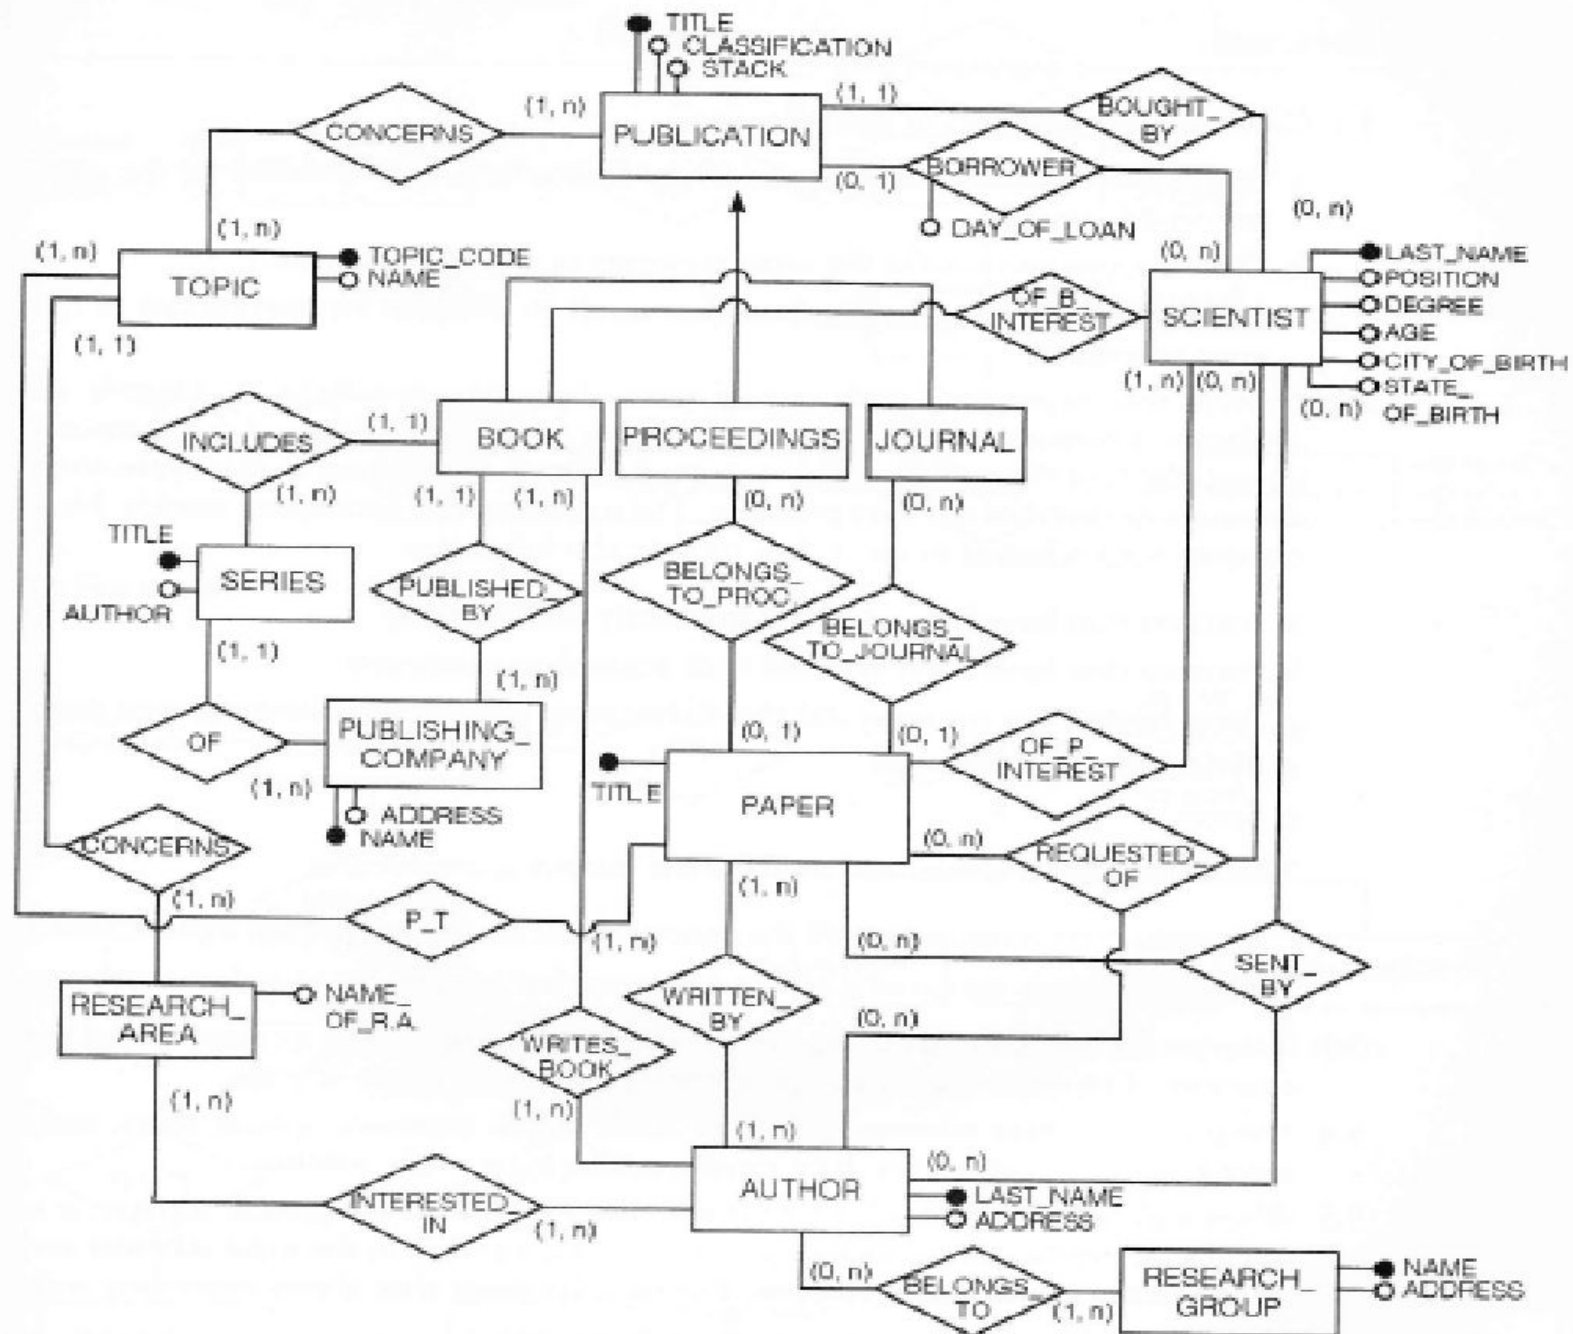 TITLE
CLASSIFICATION
STACK
(1, n)
PUBLICATION
(1, 1)
BOUGHT_
BY
CONCERNS
BORROWER
(0, 1)
DAY_OF_LOAN
(0, n)
(1, n)
(1, n)
TOPIC_CODE
NAME
TOPIC
(0, n)
LAST_NAME
POSITION
DEGREE
AGE
CITY_OF_BIRTH
STATE_
OF_BIRTH
OF_B_
INTEREST
SCIENTIST
(1, 1)
(1, n)
(0, n)
(0, n)
INCLUDES
(1, 1)
BOOK
PROCEEDINGS
JOURNAL
(1, n)
(1, 1)
(1, n)
(0, n)
(0, n)
TITLE
AUTHOR
SERIES
PUBLISHED_
BY
BELONGS_
TO_PROC.
BELONGS_
TO_JOURNAL
(1, 1)
(1, n)
OF
PUBLISHING_
COMPANY
(0, 1)
(0, 1)
OF_P_
INTEREST
(1, n)
ADDRESS
NAME
TITLE
PAPER
CONCERNS
(0, n)
REQUESTED_
OF
(1, n)
P_T
(1, n)
(1, n)
(0, n)
SENT_
BY
RESEARCH_
AREA
NAME_
OF_R.A.
WRITTEN_
BY
(0, n)
WRITES_
BOOK
(1, n)
(1, n)
(1, n)
AUTHOR
(0, n)
LAST_NAME
ADDRESS
INTERESTED_
IN
(1, n)
(0, n)
BELONGS_
TO
(1, n)
RESEARCH_
GROUP
NAME
ADDRESS